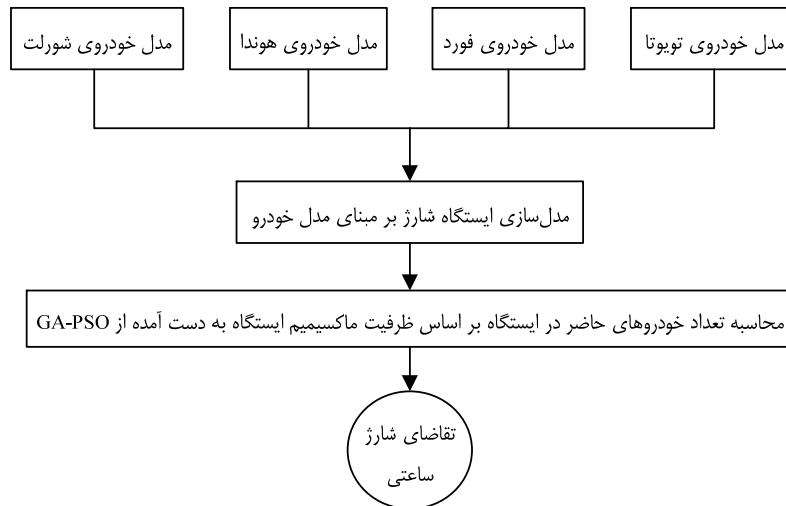 مدل خودروی تویوتا
مدل خودروی فورد
مدل خودروی هوندا
مدل خودروی شورلت
مدل‌سازی ایستگاه شارژ بر مبنای مدل خودرو
محاسبه تعداد خودروهای حاضر در ایستگاه بر اساس ظرفیت ماکسیمیم ایستگاه به دست آمده از GA-PSO
تقاضای شارژ
ساعتی